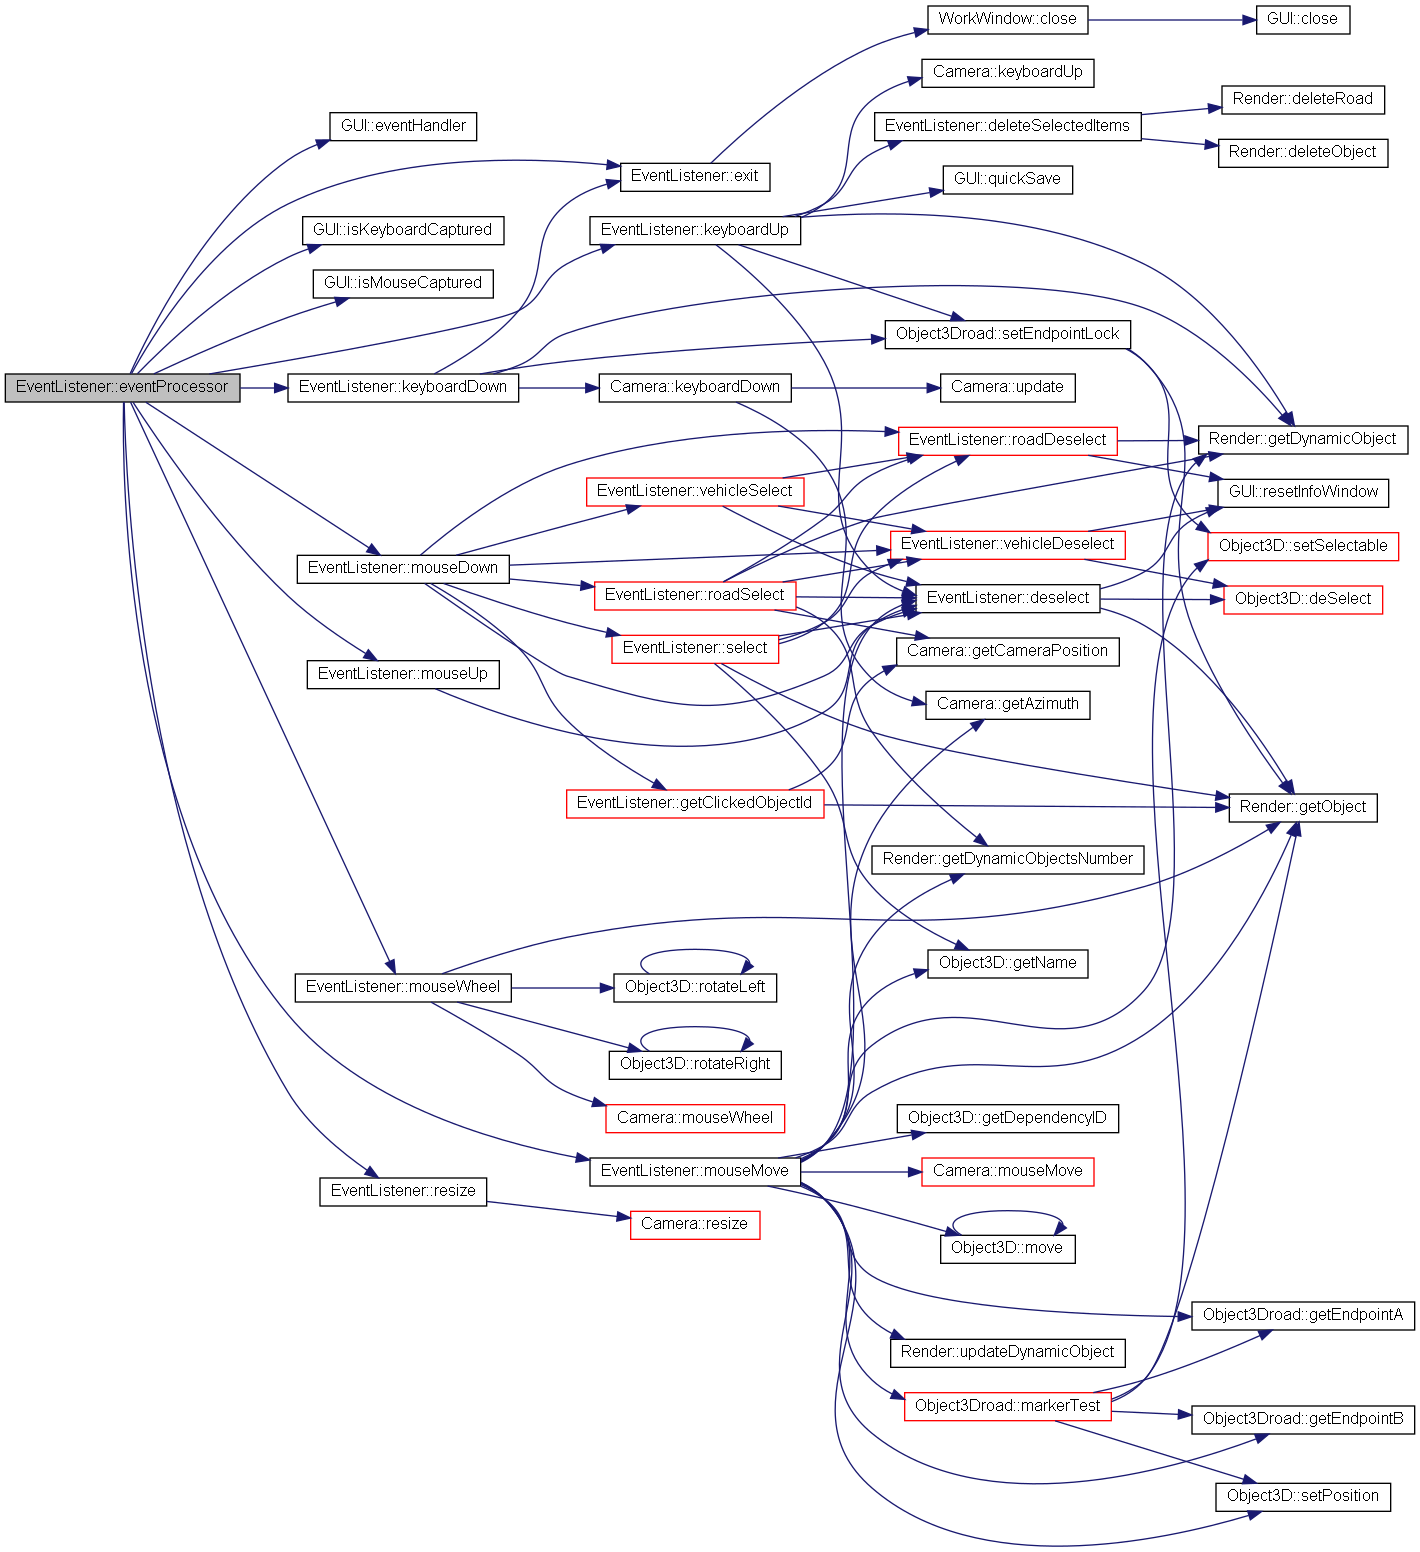 WorkWindow::close
GUI::close
Camera::keyboardUp
Render::deleteRoad
GUI::eventHandler
EventListener::deleteSelectedItems
Render::deleteObject
EventListener::exit
GUI::quickSave
GUI::isKeyboardCaptured
EventListener::keyboardUp
GUI::isMouseCaptured
Object3Droad::setEndpointLock
EventListener::eventProcessor
EventListener::keyboardDown
Camera::keyboardDown
Camera::update
EventListener::roadDeselect
Render::getDynamicObject
EventListener::vehicleSelect
GUI::resetInfoWindow
EventListener::vehicleDeselect
Object3D::setSelectable
EventListener::mouseDown
EventListener::roadSelect
EventListener::deselect
Object3D::deSelect
EventListener::select
Camera::getCameraPosition
EventListener::mouseUp
Camera::getAzimuth
EventListener::getClickedObjectId
Render::getObject
Render::getDynamicObjectsNumber
Object3D::getName
EventListener::mouseWheel
Object3D::rotateLeft
Object3D::rotateRight
Camera::mouseWheel
Object3D::getDependencyID
EventListener::mouseMove
Camera::mouseMove
EventListener::resize
Camera::resize
Object3D::move
Object3Droad::getEndpointA
Render::updateDynamicObject
Object3Droad::markerTest
Object3Droad::getEndpointB
Object3D::setPosition